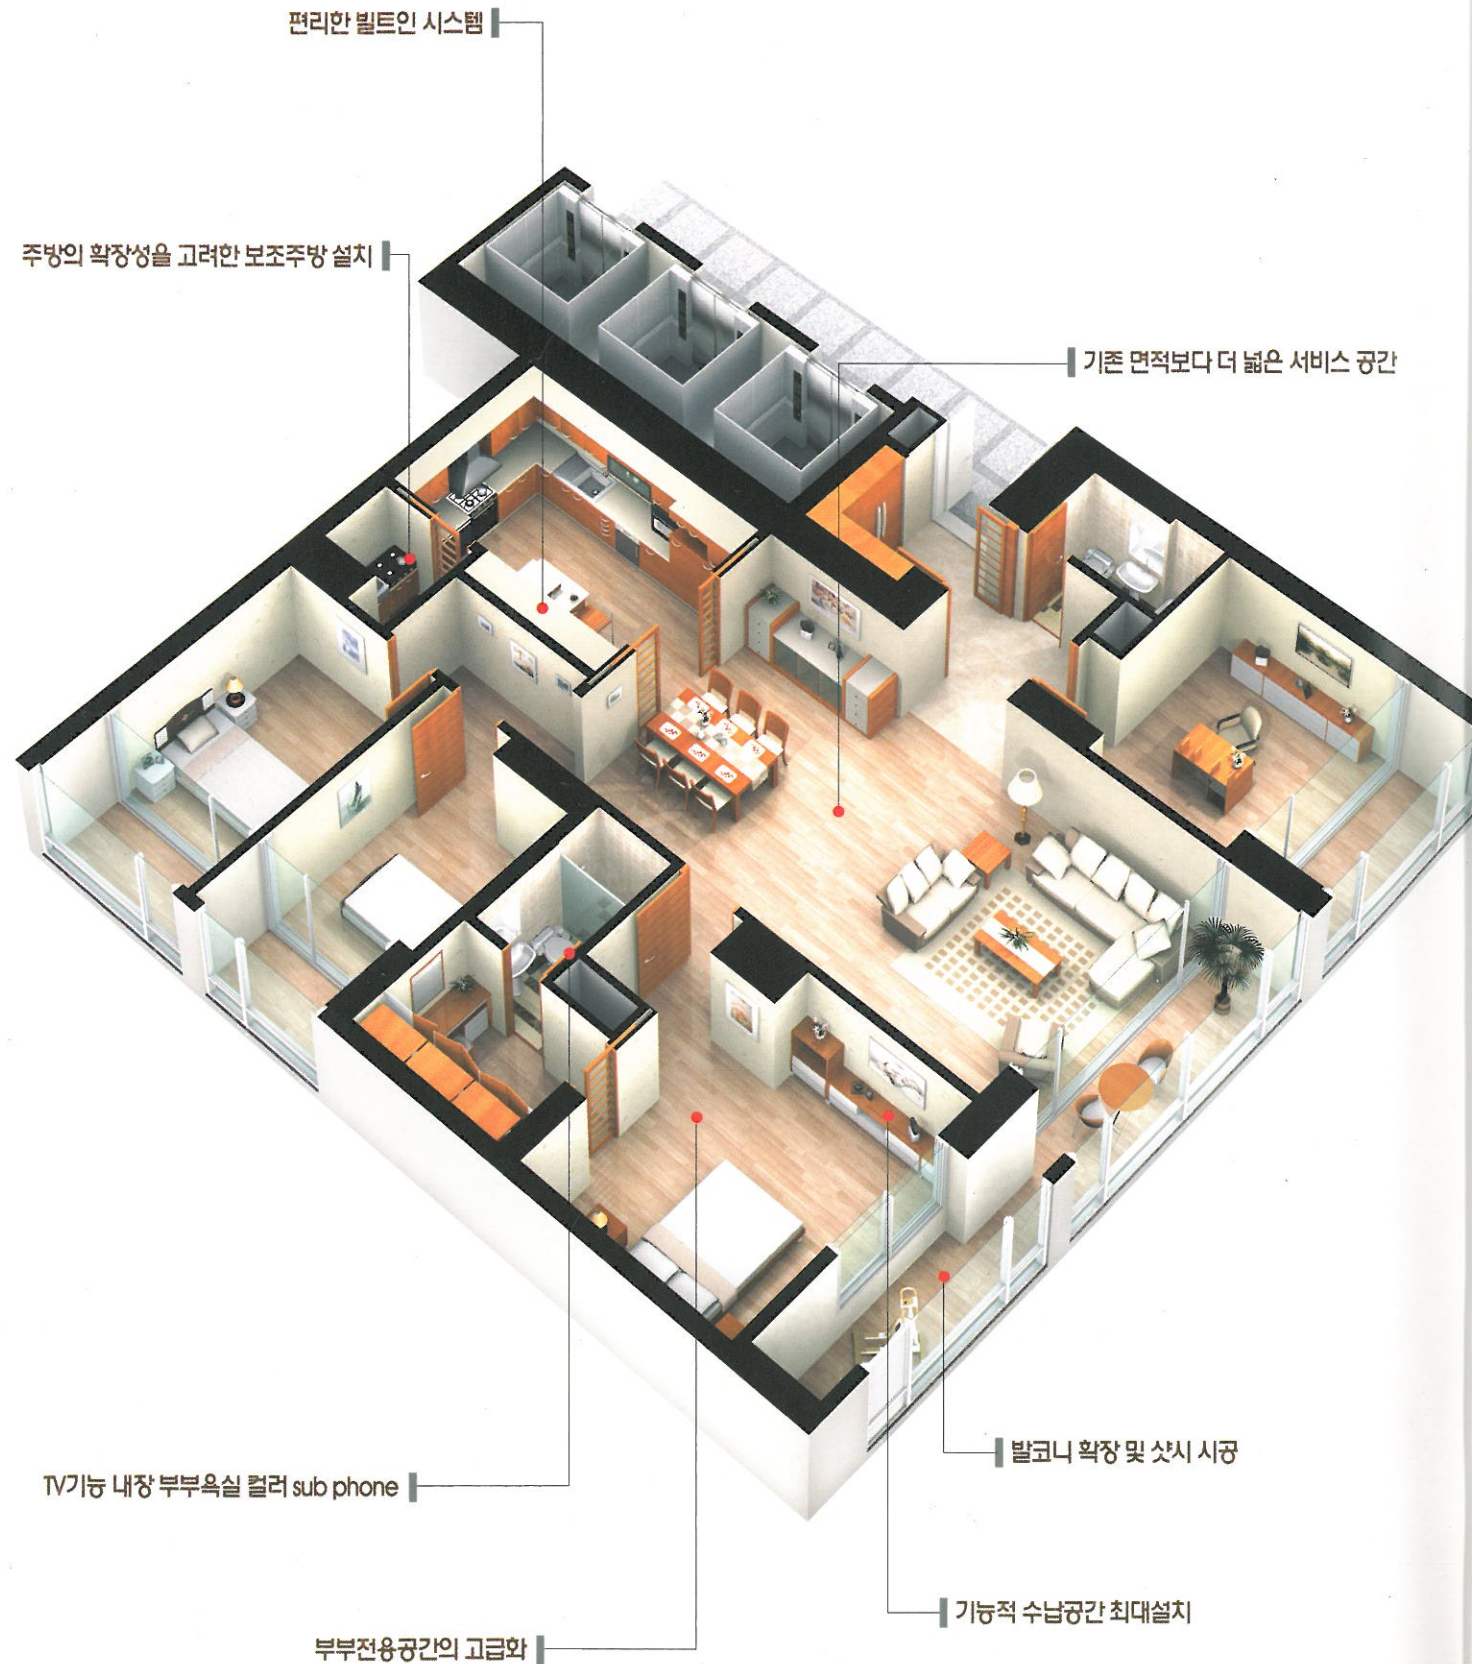 편리한 빌트인 시스템
주방의 확장성을 고려한 보조주방 설치
기존 면적보다 더 넓은 서비스 공간
발코니 확장 및 샷시 시공
TV기능 내장 부부욕실 컬러 sub phone
기능적 수납공간 최대설치
부부전용공간의 고급화